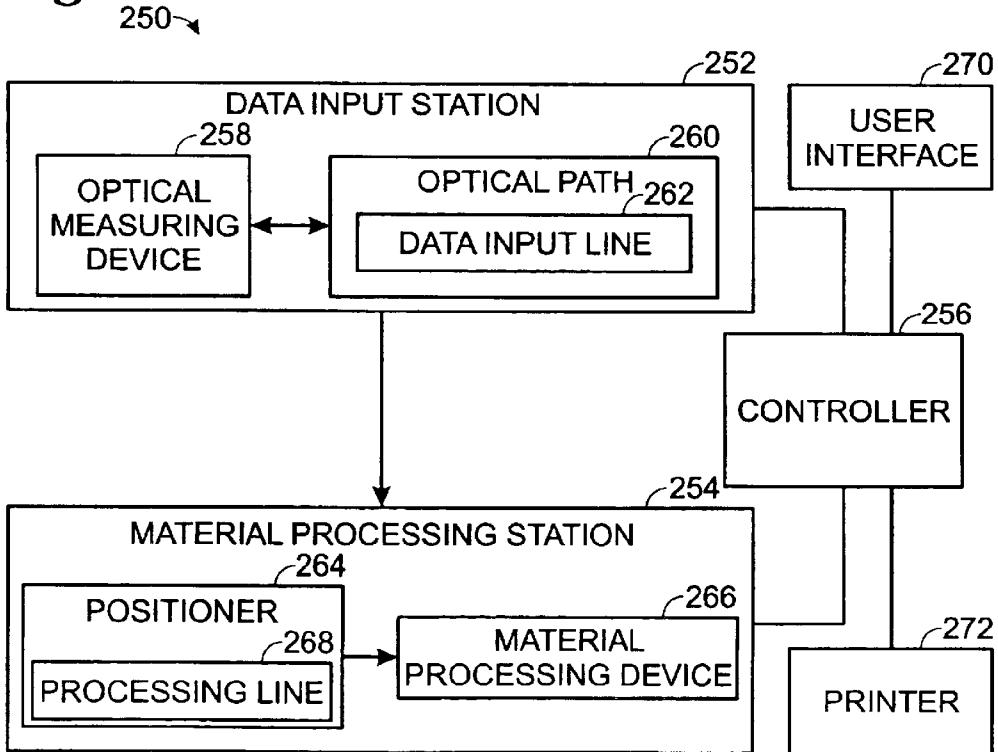 250
252
DATA INPUT STATION
258
OPTICAL
MEASURING
DEVICE
260
OPTICAL PATH
262
DATA INPUT LINE
270
USER
INTERFACE
256
CONTROLLER
254
MATERIAL PROCESSING STATION
264
POSITIONER
268
PROCESSING LINE
266
MATERIAL
PROCESSING DEVICE
272
PRINTER